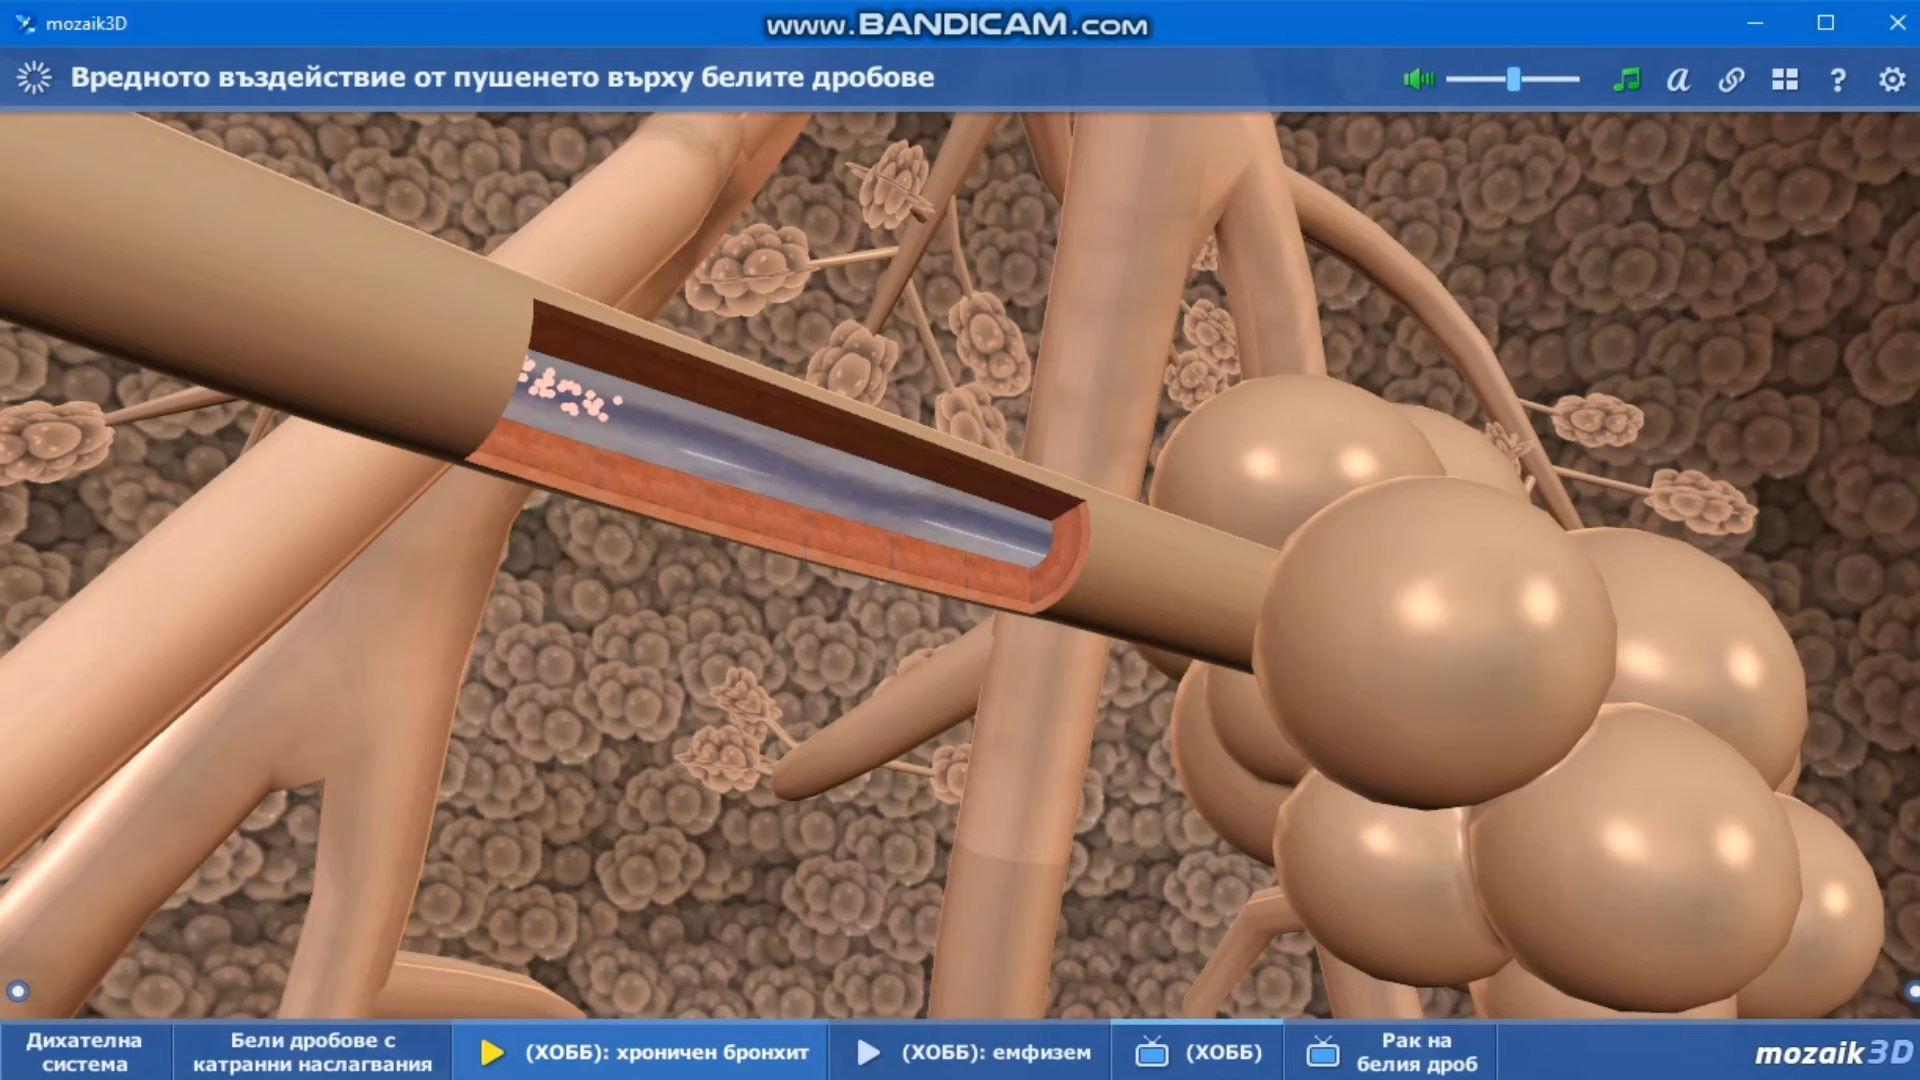 mozaik3D
www.BANDICAM.com
Вредното въздействие от пушенето върху белите дробове
a
?
Дихателна
система
Бели дробове с
катранни наслагвания
(ХОББ): хроничен бронхит
(ХОББ): емфизем
(ХОББ)
Рак на
белия дроб
mozaik3D